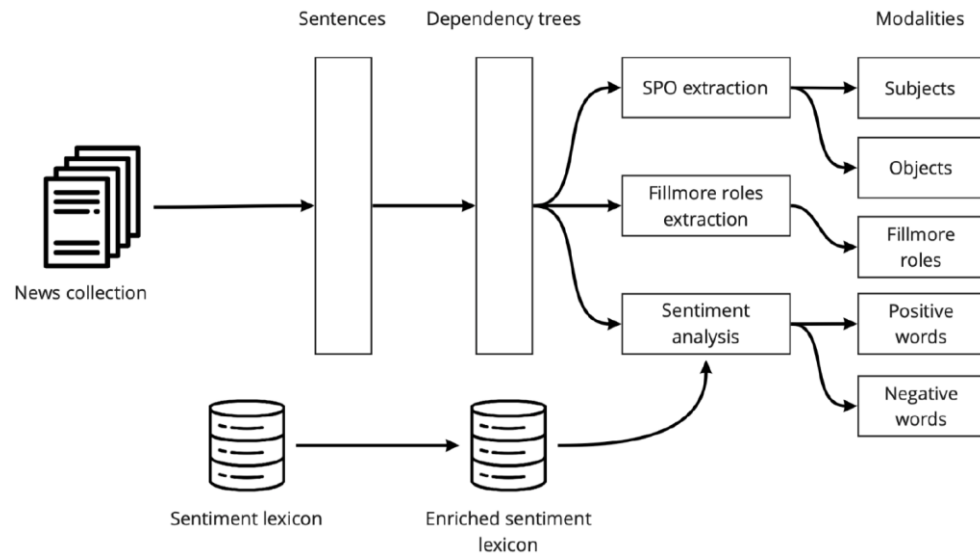 Sentences
Dependency trees
Modalities
SPO extraction
Subjects
Objects
Fillmore roles
extraction
Fillmore
roles
News collection
Sentiment
analysis
Positive
words
Negative
words
Sentiment lexicon
Enriched sentiment
lexicon